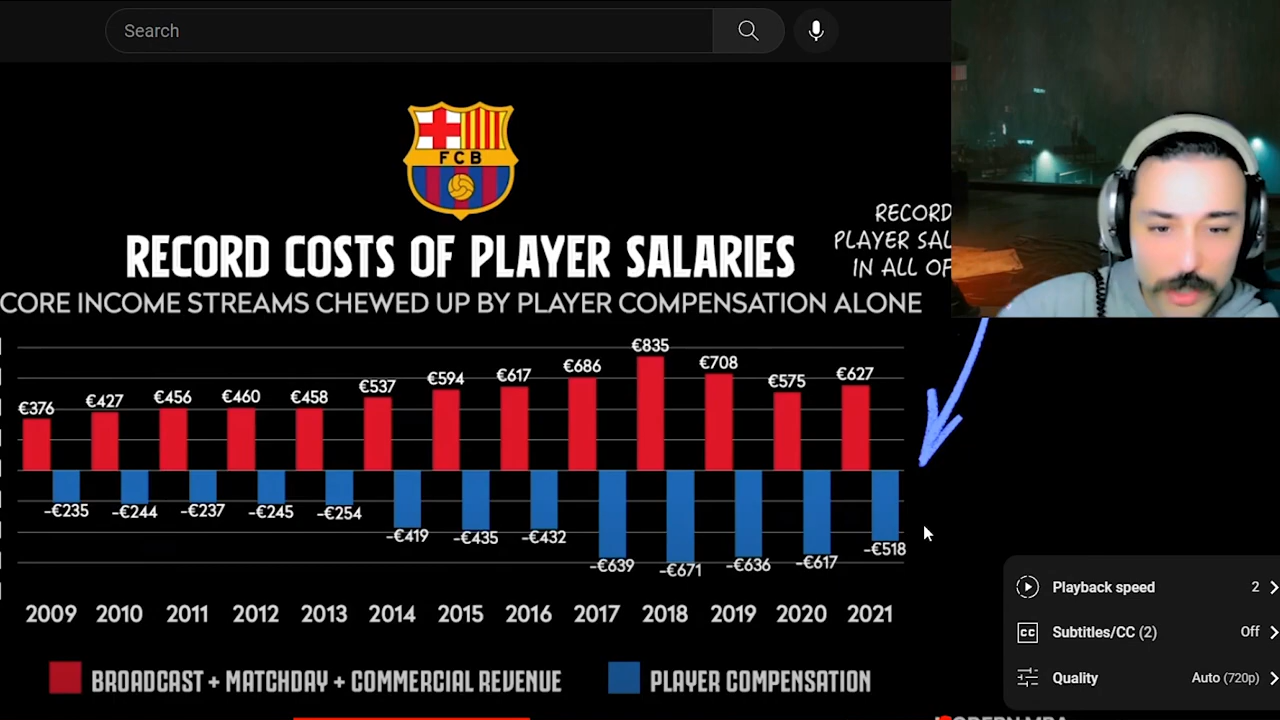 Search
FCB
RECORD
PLAYER SAL
IN ALL OF
RECORD COSTS OF PLAYER SALARIES
CORE INCOME STREAMS CHEWED UP BY PLAYER COMPENSATION ALONE
€376 €427 €456 €460 €458 €537 €594 €617 €686 €835 €708 €575 €627
-€235 -€244 -€237 -€245 -€254 -€419 -€435 -€432 -€639 -€671 -€636 -€617 -€518
2009 2010 2011 2012 2013 2014 2015 2016 2017 2018 2019 2020 2021
BROADCAST + MATCHDAY + COMMERCIAL REVENUE
PLAYER COMPENSATION
Playback speed 2
CC Subtitles/CC (2) Off
Quality Auto (720p)